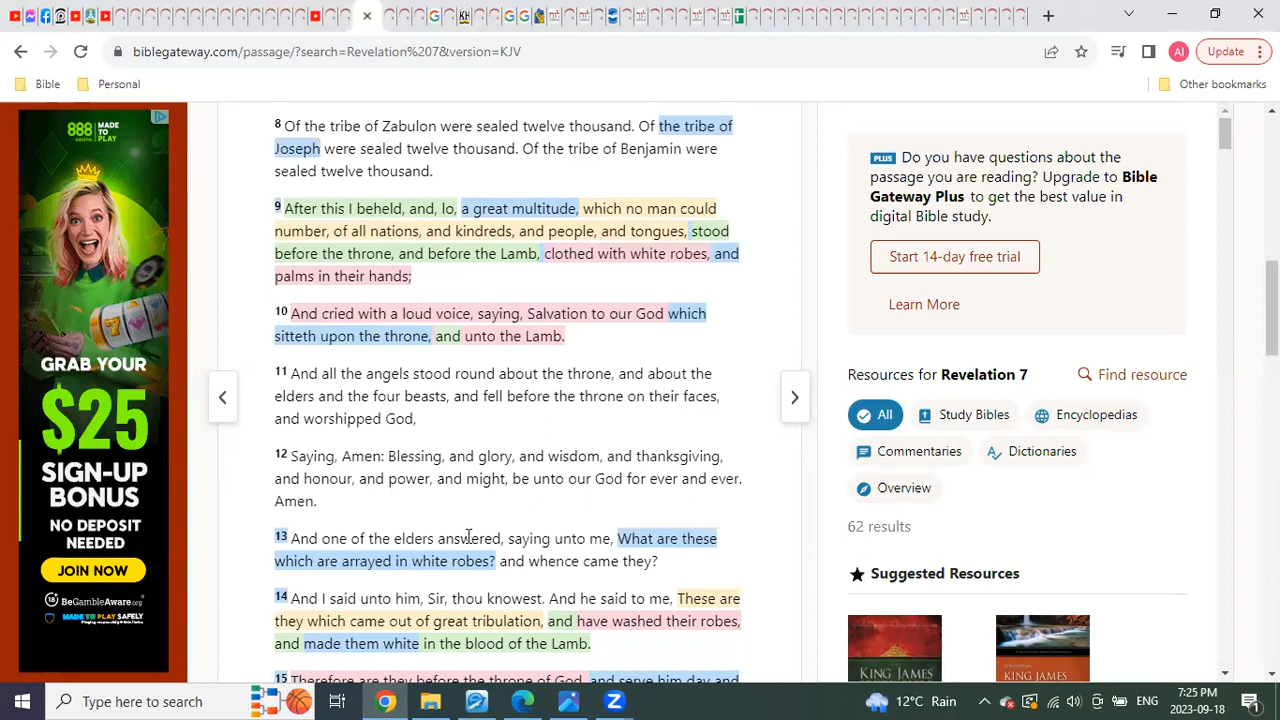 biblegateway.com/passage/?search=Revelation%207&version=KJV
AI
Update
Bible
Personal
Other bookmarks
888
casino
MADE
TO
PLAY
GRAB YOUR
$25
SIGN-UP
BONUS
NO DEPOSIT
NEEDED
JOIN NOW
18 BeGambleAware.org
MADE TO PLAY SAFELY
8 Of the tribe of Zabulon were sealed twelve thousand. Of the tribe of
Joseph were sealed twelve thousand. Of the tribe of Benjamin were
sealed twelve thousand.
9 After this I beheld, and, lo, a great multitude, which no man could
number, of all nations, and kindreds, and people, and tongues, stood
before the throne, and before the Lamb, clothed with white robes, and
palms in their hands;
10 And cried with a loud voice, saying, Salvation to our God which
sitteth upon the throne, and unto the Lamb.
11 And all the angels stood round about the throne, and about the
elders and the four beasts, and fell before the throne on their faces,
and worshipped God,
12 Saying, Amen: Blessing, and glory, and wisdom, and thanksgiving,
and honour, and power, and might, be unto our God for ever and ever.
Amen.
13 And one of the elders answered, saying unto me, What are these
which are arrayed in white robes? and whence came they?
14 And I said unto him, Sir, thou knowest. And he said to me, These are
they which came out of great tribulation, and have washed their robes,
and made them white in the blood of the Lamb.
15
PLUS Do you have questions about the
passage you are reading? Upgrade to Bible
Gateway Plus to get the best value in
digital Bible study.
Start 14-day free trial
Learn More
Resources for Revelation 7
Find resource
All
Study Bibles
Encyclopedias
Commentaries
Dictionaries
Overview
62 results
Suggested Resources
KING JAMES
KING JAMES
Type here to search
12°C Rain
ENG
7:25 PM
2023-09-18
1